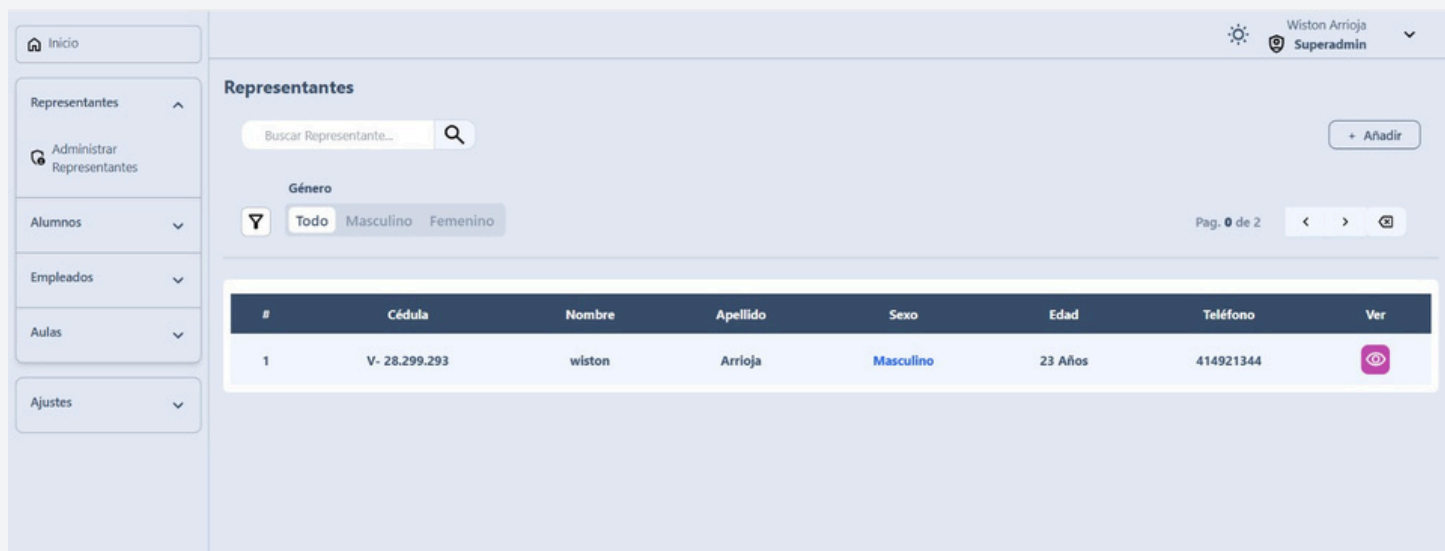 Inicio
Wiston Arrioja
Superadmin
Representantes
Administrar
Representantes
Alumnos
Empleados
Aulas
Ajustes
Representantes
Buscar Representante...
+ Añadir
Género
Todo Masculino Femenino
Pag. 0 de 2
# Cédula Nombre Apellido Sexo Edad Teléfono Ver
1 V- 28.299.293 wiston Arrioja Masculino 23 Años 414921344